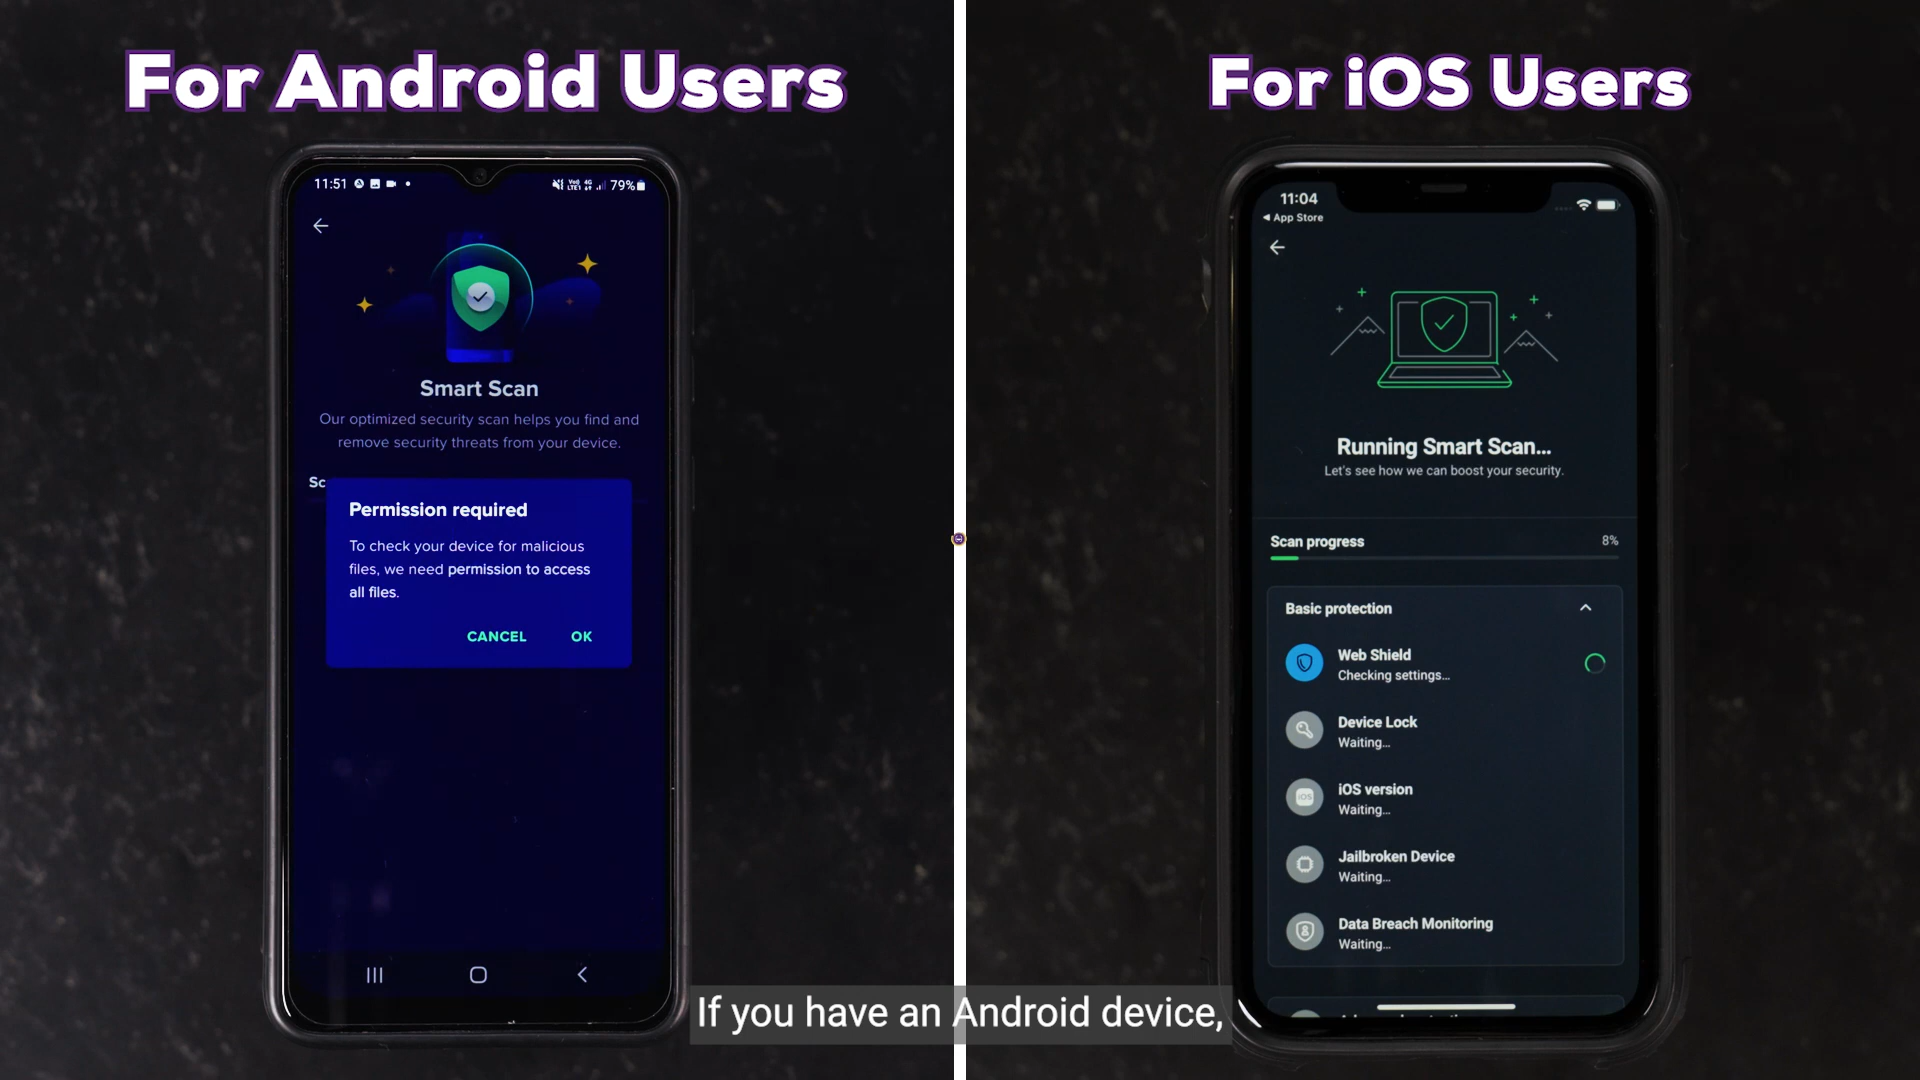 For Android Users
11:51
79%
Smart Scan
Our optimized security scan helps you find and
remove security threats from your device.
Sc
Permission required
To check your device for malicious
files, we need permission to access
all files.
CANCEL OK
For iOS Users
11:04
App Store
Running Smart Scan...
Let's see how we can boost your security.
Scan progress 8%
Basic protection
Web Shield
Checking settings...
Device Lock
Waiting...
iOS
iOS version
Waiting...
Jailbroken Device
Waiting...
Data Breach Monitoring
Waiting...
If you have an Android device,